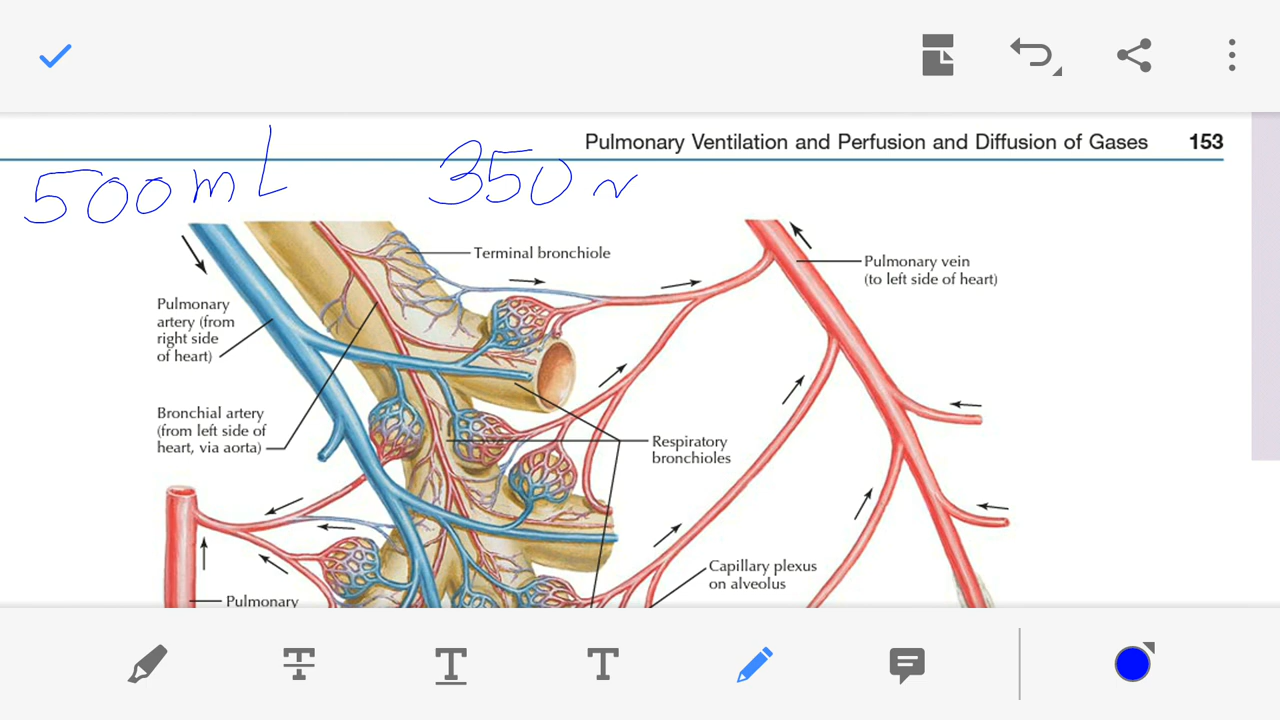 Pulmonary Ventilation and Perfusion and Diffusion of Gases 153
500 mL 350 m
Terminal bronchiole
Pulmonary vein
(to left side of heart)
Pulmonary
artery (from
right side
of heart)
Bronchial artery
(from left side of
heart, via aorta)
Respiratory
bronchioles
Capillary plexus
on alveolus
Pulmonary